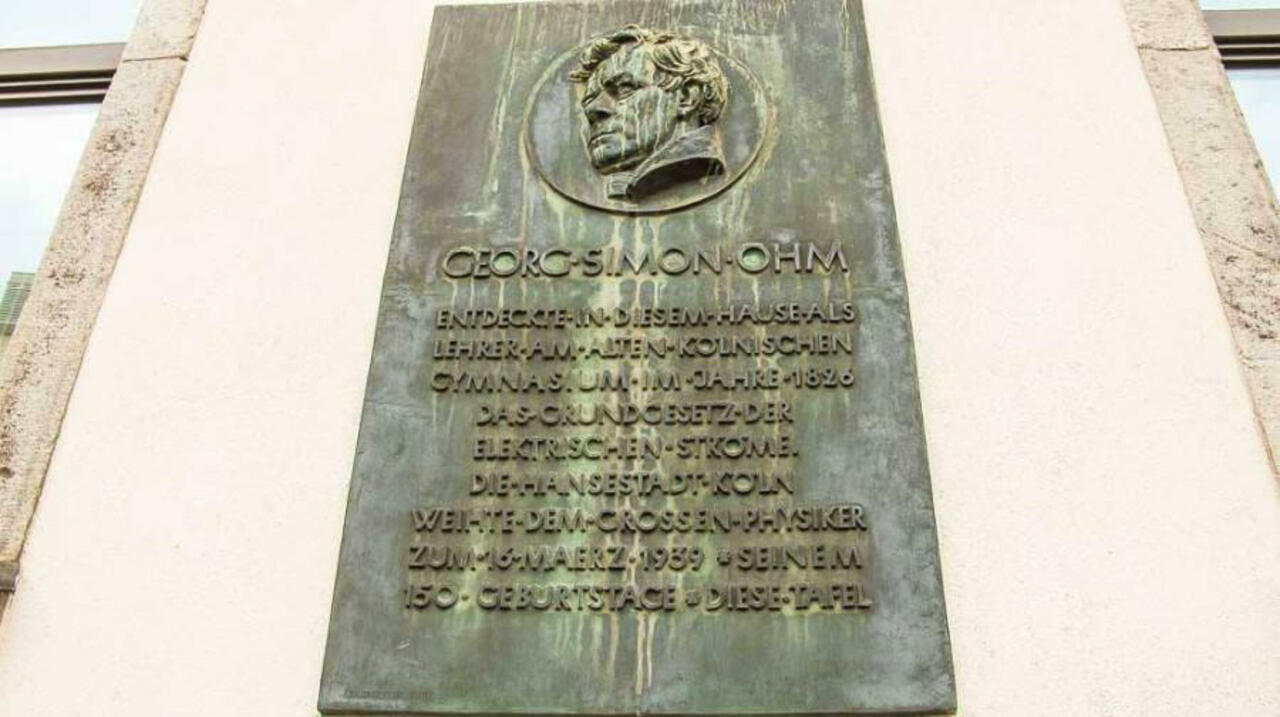 GEORG·SIMON·OHM
ENTDECKTE·IN·DIESEM·HAUSE·ALS
LEHRER·AM·ALTEN·KÖLNISCHEN
GYMNASIUM·IM·JAHRE·1826
DAS·GRUNDGESETZ·DER
ELEKTRISCHEN·STRÖME.
DIE·HANSESTADT·KÖLN
WEIHTE·DEM·GROSSEN·PHYSIKER
ZUM·16·MAERZ·1939 * SEINEM
150·GEBURTSTAGE * DIESE·TAFEL